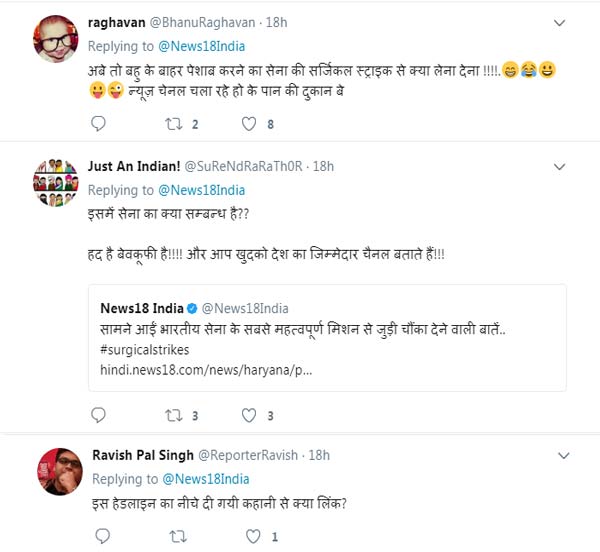 raghavan @BhanuRaghavan · 18h
Replying to @News18India
अबे तो बहु के बाहर पेशाब करने का सेना की सर्जिकल स्ट्राइक से क्या लेना देना !!!!.😁😂😃
😛😜 न्यूज़ चेनल चला रहे हो के पान की दुकान बे
2 8
Just An Indian! @SuReNdRaRaTh0R · 18h
Replying to @News18India
इसमें सेना का क्या सम्बन्ध है??
हद है बेवकूफी है!!!! और आप खुदको देश का जिम्मेदार चैनल बताते हैं!!!
News18 India @News18India
सामने आईं भारतीय सेना के सबसे महत्वपूर्ण मिशन से जुड़ी चौंका देने वाली बातें..
#surgicalstrikes
hindi.news18.com/news/haryana/p...
3 3
Ravish Pal Singh @ReporterRavish · 18h
Replying to @News18India
इस हेडलाइन का नीचे दी गयी कहानी से क्या लिंक?
1